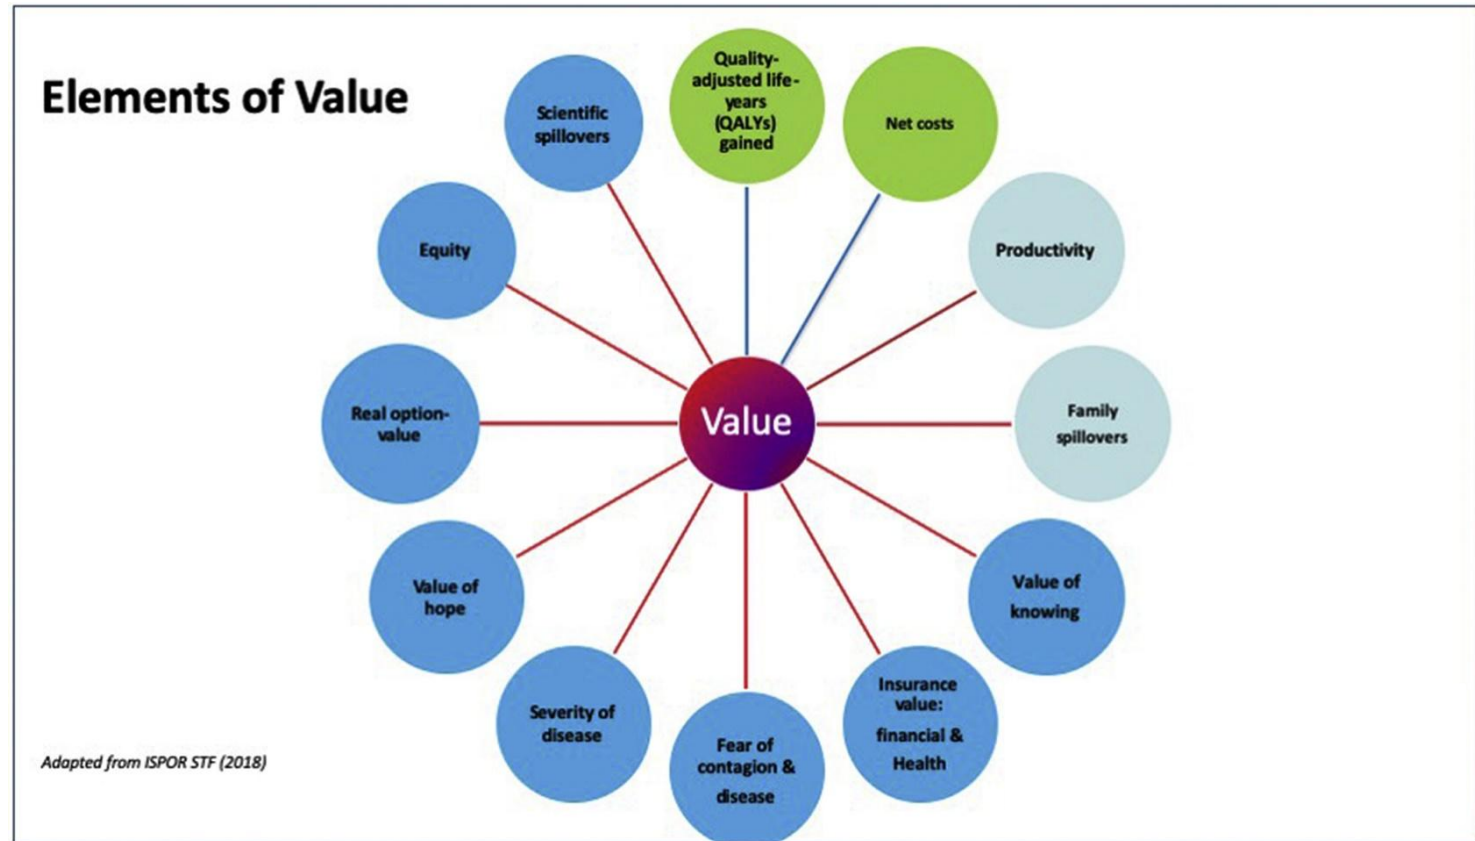 Elements of Value
Quality-
adjusted life-
years
(QALYs)
gained
Net costs
Productivity
Family
spillovers
Value of
knowing
Insurance
value:
financial &
Health
Fear of
contagion &
disease
Severity of
disease
Value of
hope
Real option-
value
Equity
Scientific
spillovers
Value
Adapted from ISPOR STF (2018)